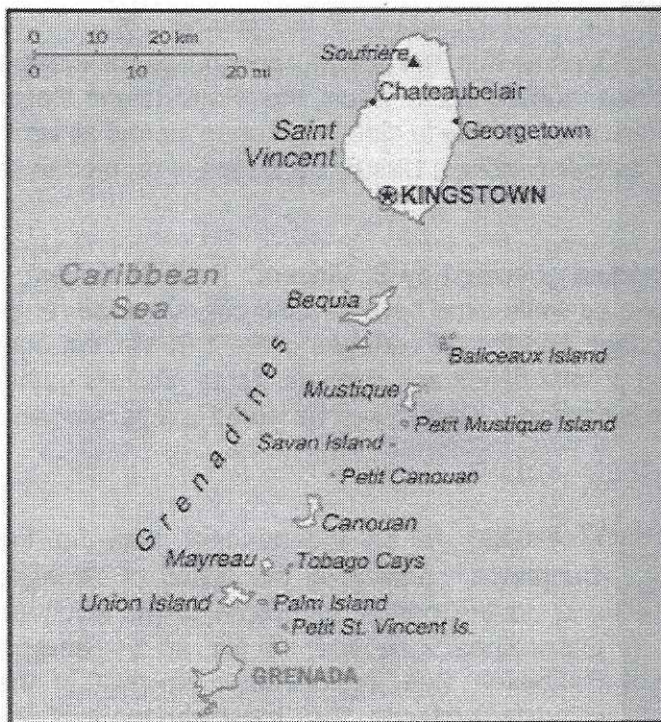 0 10 20 km
0 10 20 mi
Soufrière
Chateaubelair
Georgetown
Saint
Vincent
KINGSTOWN
Caribbean
Sea
Bequia
Baliceaux Island
Mustique
Petit Mustique Island
Savan Island
Petit Canouan
Grenadines
Canouan
Mayreau
Tobago Cays
Union Island
Palm Island
Petit St. Vincent Is.
GRENADA